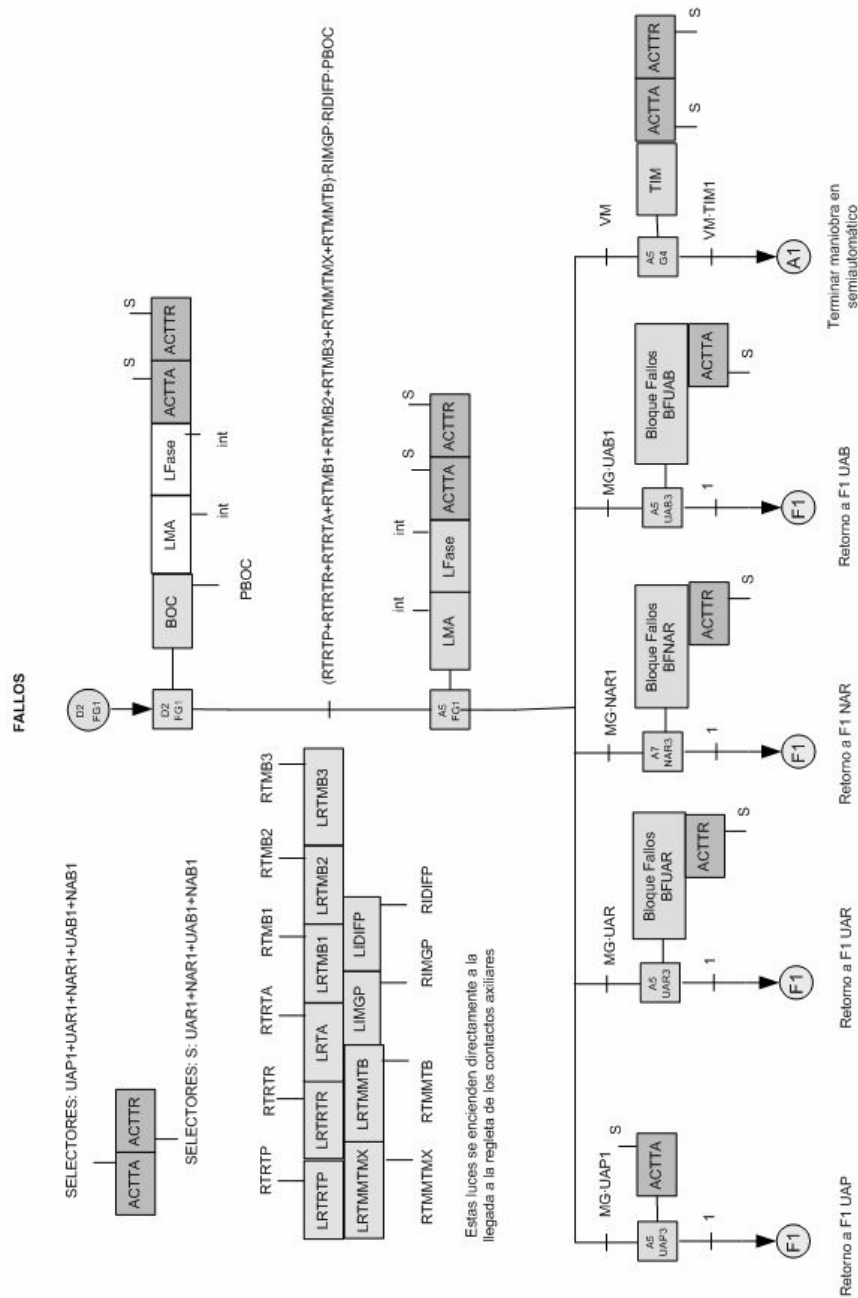 FALLOS
SELECTORES: UAP1+UAR1+NAR1+UAB1+NAB1
ACTTA
ACTTR
SELECTORES: S: UAR1+NAR1+UAB1+NAB1
RTRTP
RTRTR
RTRTA
RTMB1
RTMB2
RTMB3
LRTRTP
LRTRTR
LRTA
LRTMB1
LRTMB2
LRTMB3
LRTMMTMX
LRTMMTB
LIMGP
LIDIFP
RTMMTMX
RTMMTB
RIMGP
RIDIFP
Estas luces se encienden directamente a la
llegada a la regleta de los contactos axiliares
D2
FG1
D2
FG1
BOC
LMA
LFase
ACTTA
ACTTR
PBOC
int
int
S
S
(RTRTP+RTRTR+RTRTA+RTMB1+RTMB2+RTMB3+RTMMTMX+RTMMTB)·RIMGP·RIDIFP·PBOC
A5
FG1
LMA
LFase
ACTTA
ACTTR
int
int
S
S
MG·UAP1
A5
UAP3
ACTTA
S
1
F1
Retorno a F1 UAP
MG·UAR
A5
UAR3
Bloque Fallos
BFUAR
ACTTR
S
1
F1
Retorno a F1 UAR
MG·NAR1
A7
NAR3
Bloque Fallos
BFNAR
ACTTR
S
1
F1
Retorno a F1 NAR
MG·UAB1
A5
UAB3
Bloque Fallos
BFUAB
ACTTA
S
1
F1
Retorno a F1 UAB
VM
A5
G4
TIM
ACTTA
ACTTR
S
S
VM·TIM1
A1
Terminar maniobra en
semiautomático